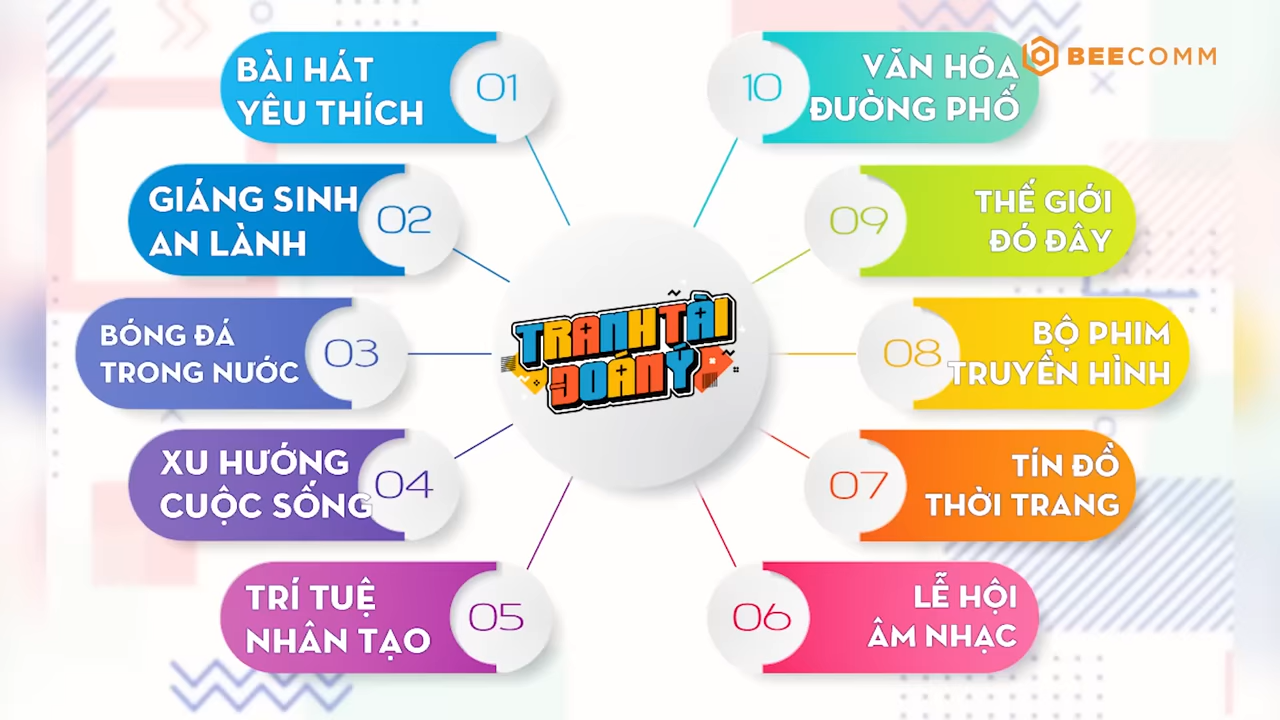 BÀI HÁT
YÊU THÍCH
01
GIÁNG SINH
AN LÀNH
02
BÓNG ĐÁ
TRONG NƯỚC
03
XU HƯỚNG
CUỘC SỐNG
04
TRÍ TUỆ
NHÂN TẠO
05
TRANH TÀI
ĐOÁN Ý
10
VĂN HÓA
ĐƯỜNG PHỐ
BEECOMM
09
THẾ GIỚI
ĐÓ ĐÂY
08
BỘ PHIM
TRUYỀN HÌNH
07
TÍN ĐỒ
THỜI TRANG
06
LỄ HỘI
ÂM NHẠC